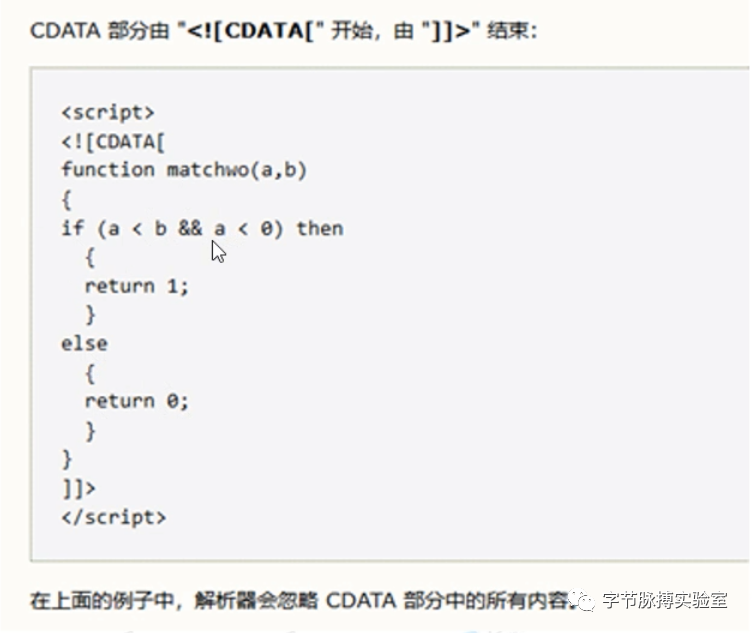 CDATA 部分由 "<![CDATA[" 开始，由 "]]>" 结束：
<script>
<![CDATA[
function matchwo(a,b)
{
if (a < b && a < 0) then
{
return 1;
}
else
{
return 0;
}
}
]]>
</script>
在上面的例子中，解析器会忽略 CDATA 部分中的所有内容。
字节脉搏实验室